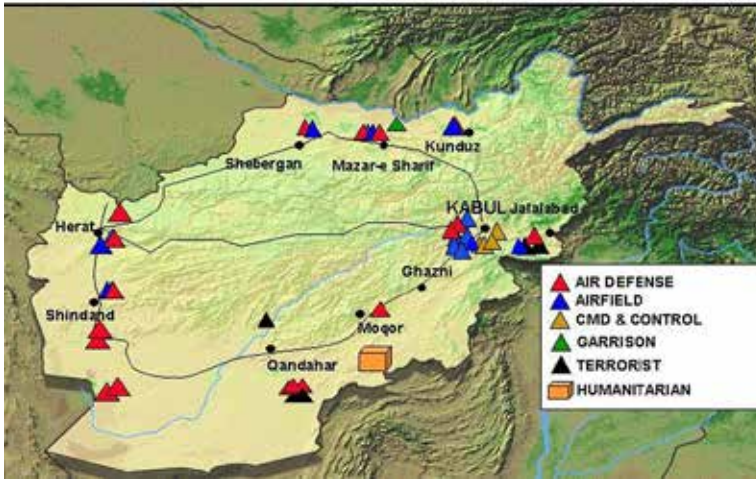 Kunduz
Shebergan
Mazar-e Sharif
Herat
KABUL
Jalalabad
Ghazni
Shindand
Moqor
Qandahar
AIR DEFENSE
AIRFIELD
CMD & CONTROL
GARRISON
TERRORIST
HUMANITARIAN